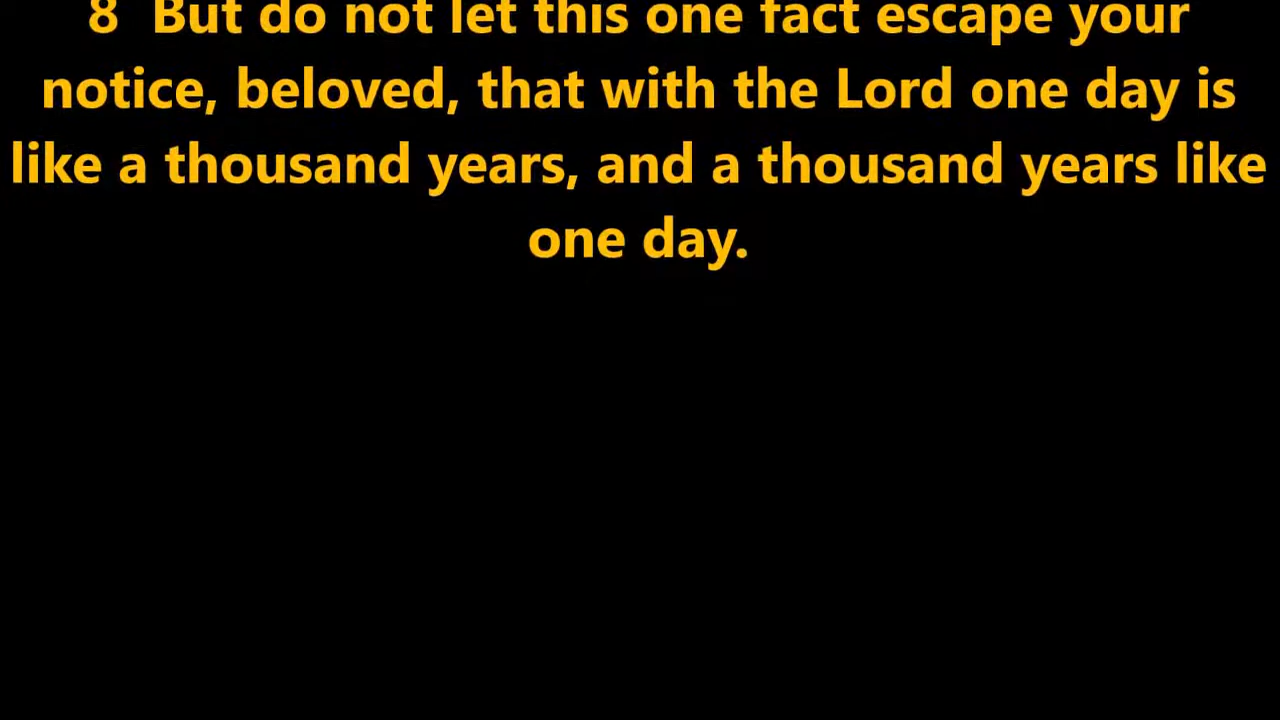 8  But do not let this one fact escape your
notice, beloved, that with the Lord one day is
like a thousand years, and a thousand years like
one day.